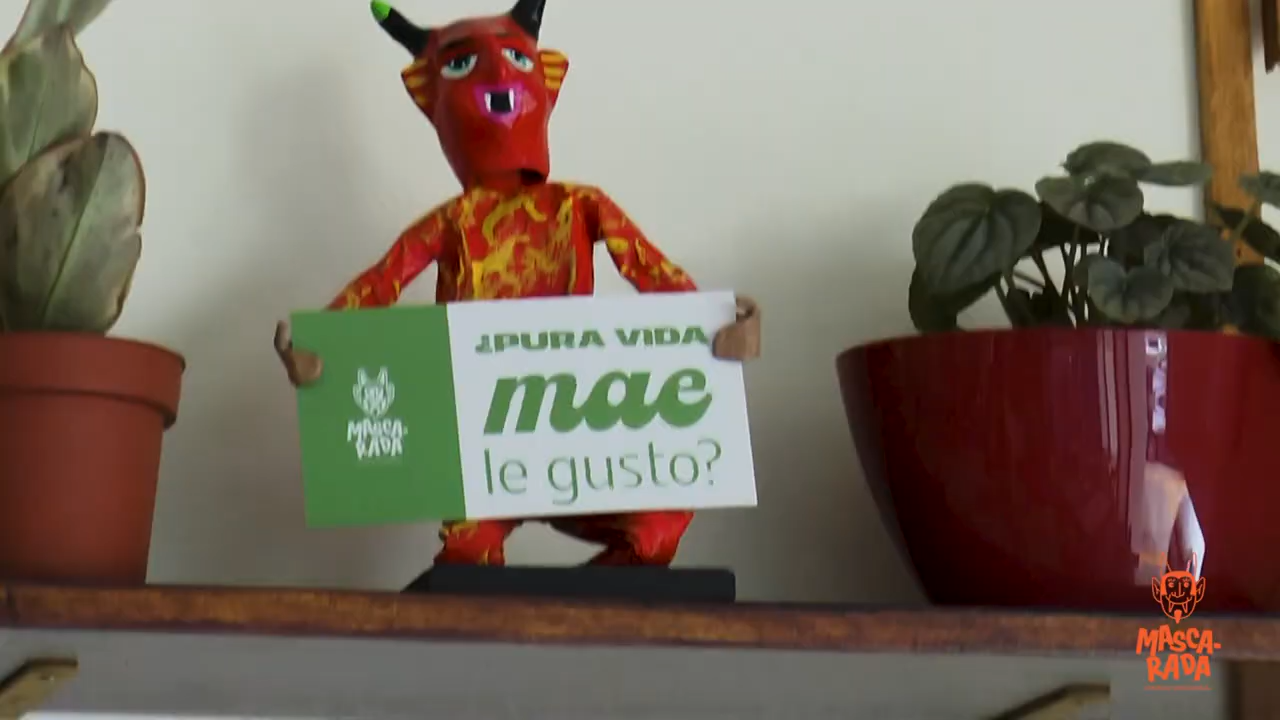 ¿PURA VIDA
mae
le gusto?
MASCA-
RADA
MASCA-
RADA